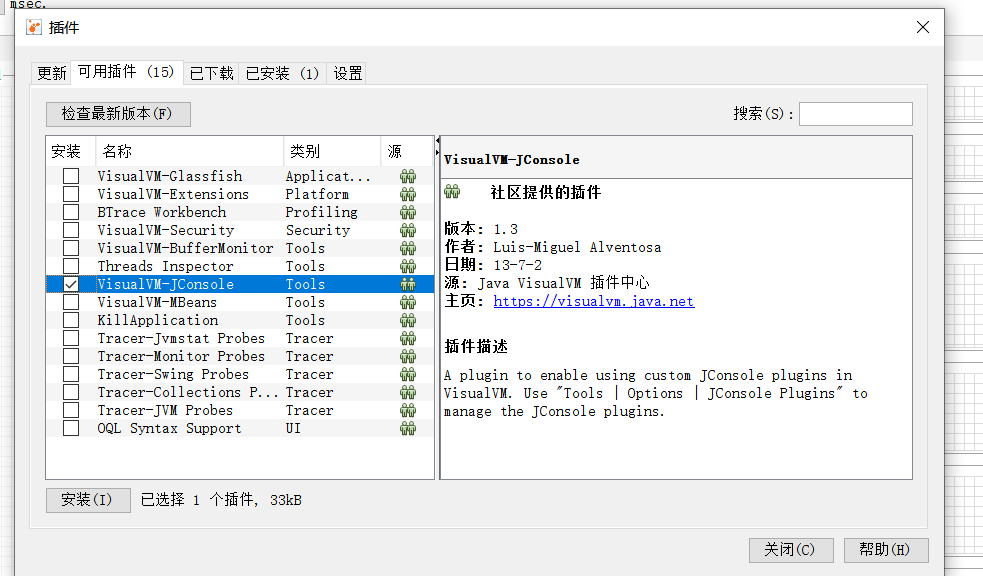 msec.
插件
更新 可用插件 (15) 已下载 已安装 (1) 设置
检查最新版本(F) 搜索(S):
安装 名称 类别 源
VisualVM-Glassfish Applicat...
VisualVM-Extensions Platform
BTrace Workbench Profiling
VisualVM-Security Security
VisualVM-BufferMonitor Tools
Threads Inspector Tools
VisualVM-JConsole Tools
VisualVM-MBeans Tools
KillApplication Tools
Tracer-Jvmstat Probes Tracer
Tracer-Monitor Probes Tracer
Tracer-Swing Probes Tracer
Tracer-Collections P... Tracer
Tracer-JVM Probes Tracer
OQL Syntax Support UI
VisualVM-JConsole
社区提供的插件
版本: 1.3
作者: Luis-Miguel Alventosa
日期: 13-7-2
源: Java VisualVM 插件中心
主页: https://visualvm.java.net
插件描述
A plugin to enable using custom JConsole plugins in
VisualVM. Use "Tools | Options | JConsole Plugins" to
manage the JConsole plugins.
安装(I) 已选择 1 个插件, 33kB
关闭(C) 帮助(H)